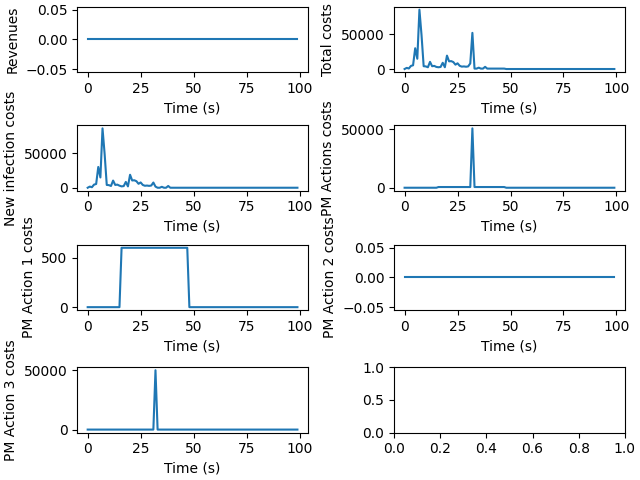 Revenues
0.05
0.00
−0.05
0 25 50 75 100
Time (s)
Total costs
50000
0
0 25 50 75 100
Time (s)
New infection costs
50000
0
0 25 50 75 100
Time (s)
PM Actions costs
50000
0
0 25 50 75 100
Time (s)
PM Action 1 costs
500
0
0 25 50 75 100
Time (s)
PM Action 2 costs
0.05
0.00
−0.05
0 25 50 75 100
Time (s)
PM Action 3 costs
50000
0
0 25 50 75 100
Time (s)
1.0
0.5
0.0
0.0 0.2 0.4 0.6 0.8 1.0